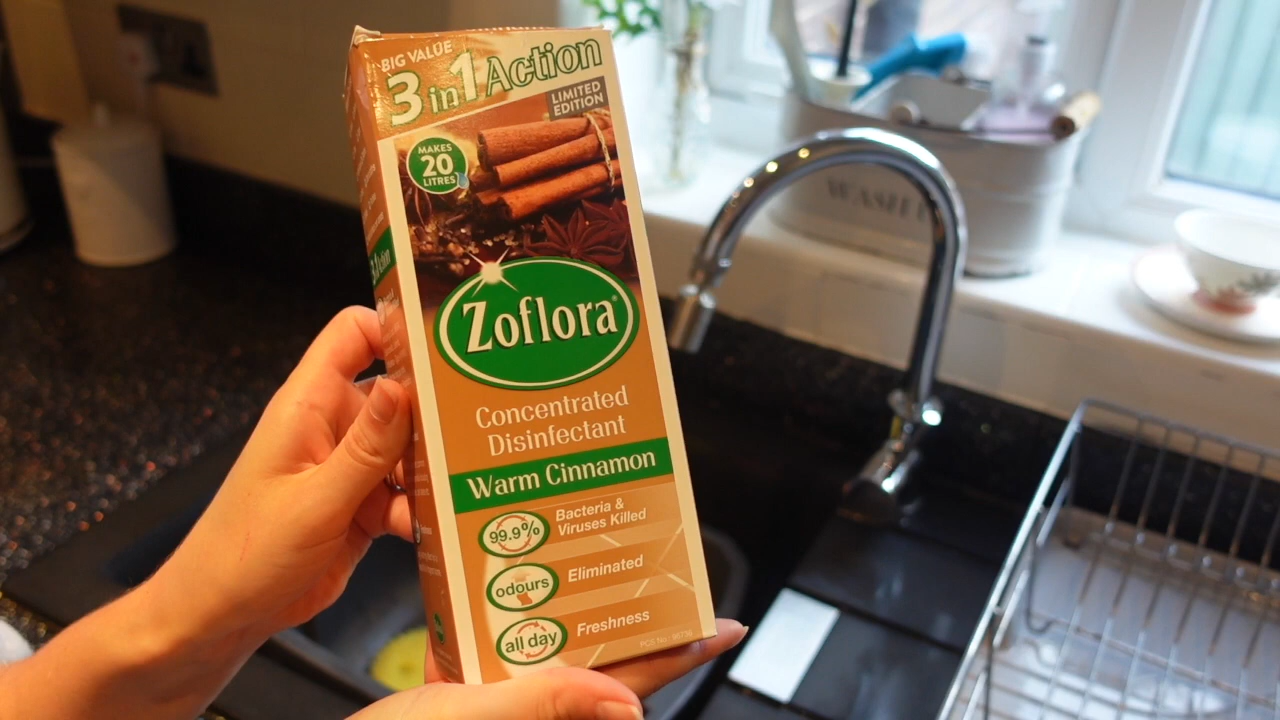 BIG VALUE
3 in 1 Action
LIMITED
EDITION
MAKES
20
LITRES
Zoflora
Concentrated
Disinfectant
Warm Cinnamon
99.9%
Bacteria &
Viruses Killed
odours
Eliminated
all day
Freshness